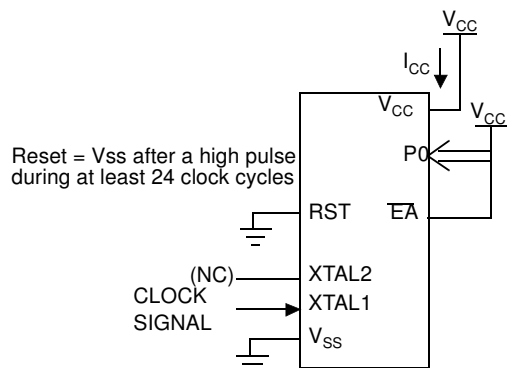 VCC
ICC
VCC
VCC
Reset = Vss after a high pulse
during at least 24 clock cycles
P0
RST
EA
(NC)
XTAL2
CLOCK
SIGNAL
XTAL1
VSS